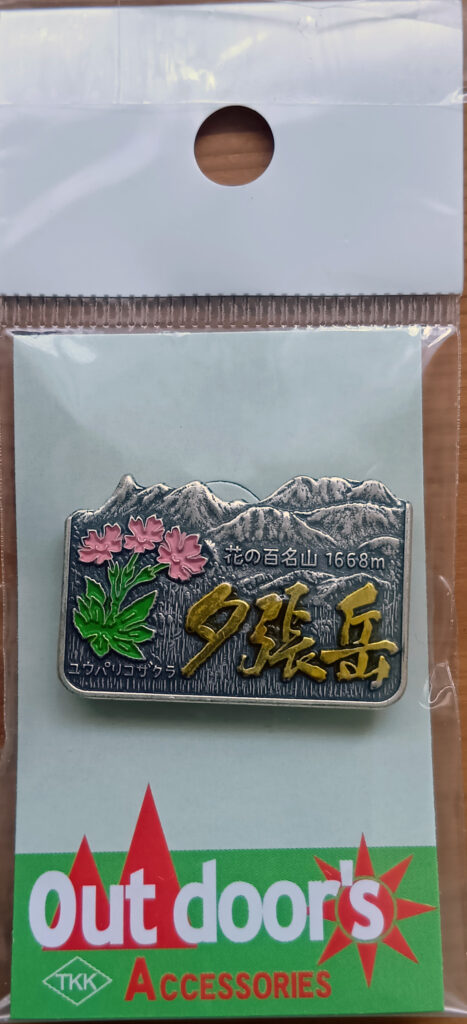 花の百名山 1668m
夕張岳
ユウパリコザクラ
Out door's
TKK
ACCESSORIES